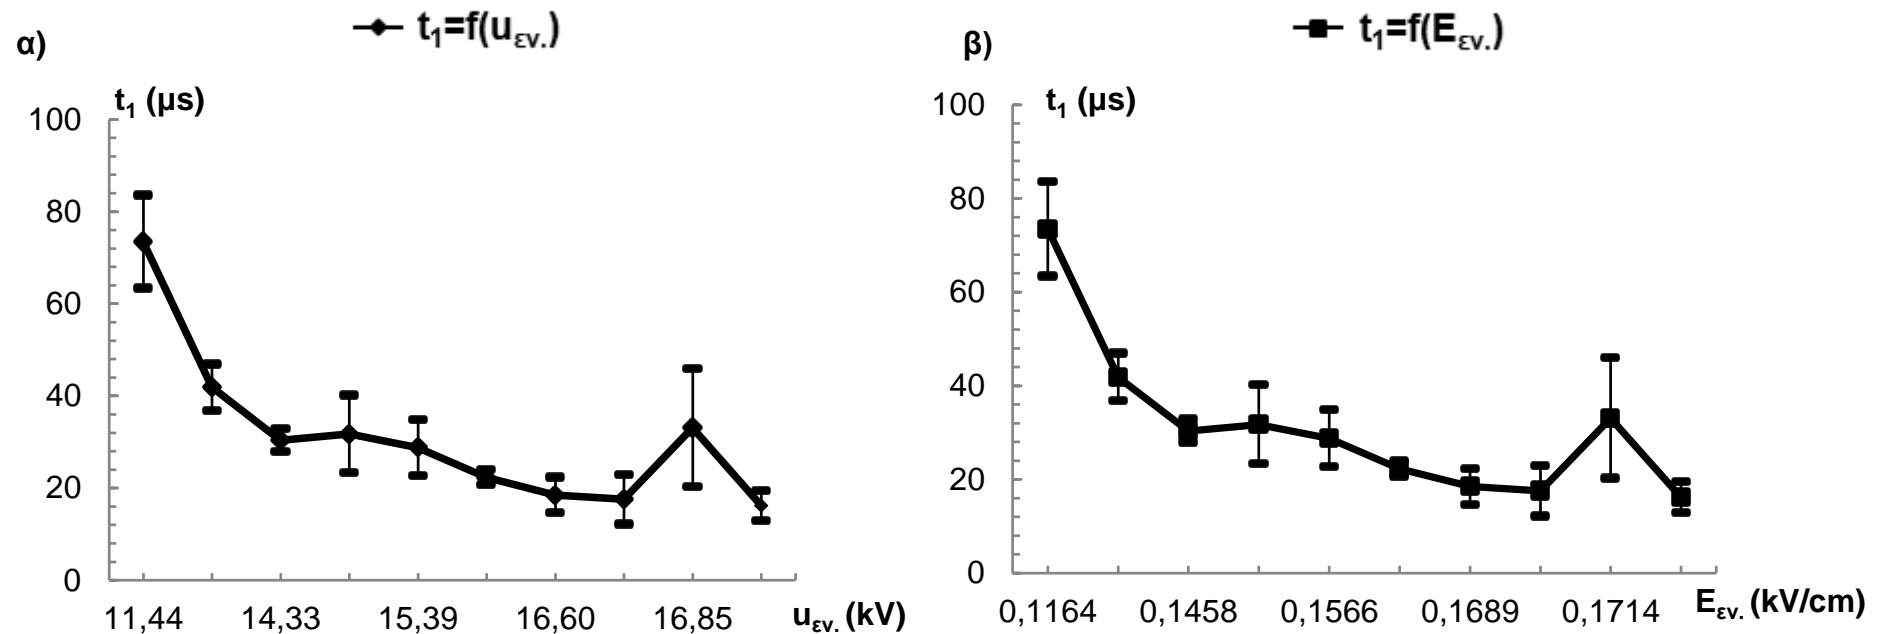 α)
t₁=f(uεν.)
t₁ (μs)
100
80
60
40
20
0
11,44 14,33 15,39 16,60 16,85 uεν. (kV)
β)
t₁=f(Eεν.)
t₁ (μs)
100
80
60
40
20
0
0,1164 0,1458 0,1566 0,1689 0,1714 Eεν. (kV/cm)